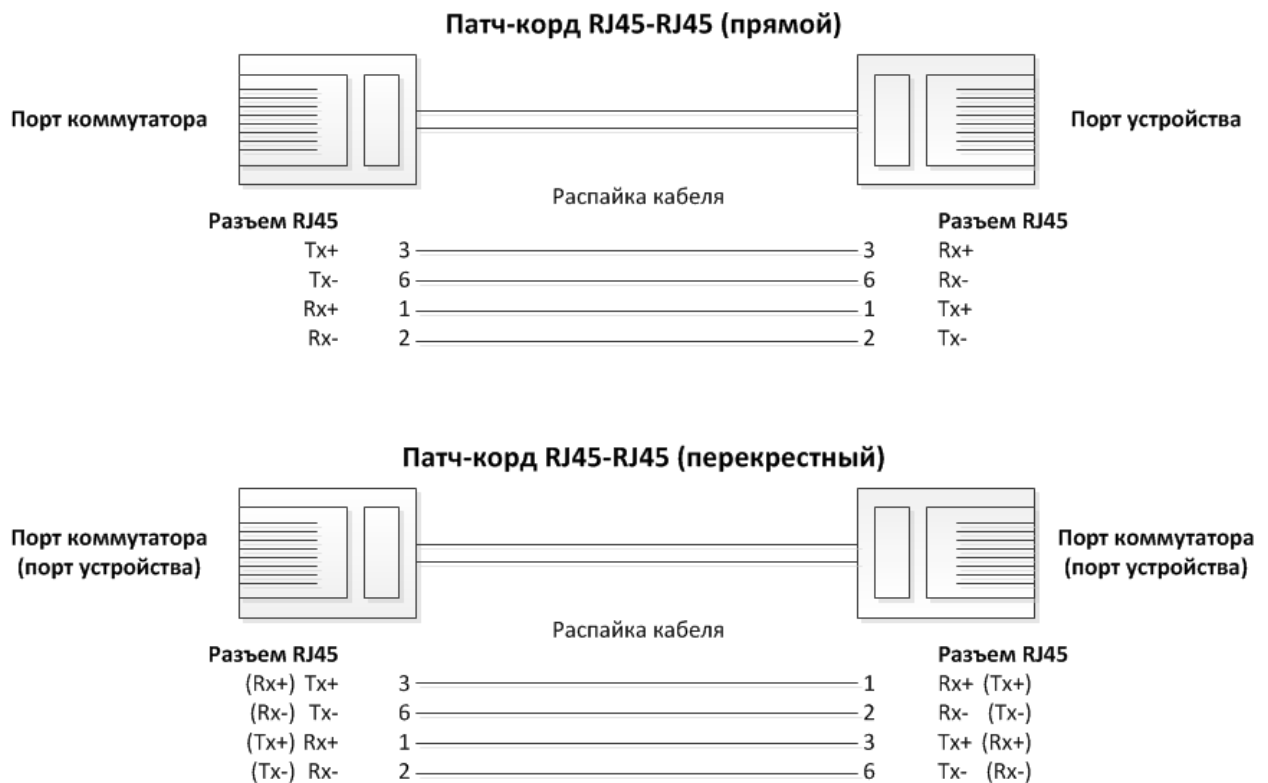 Патч-корд RJ45-RJ45 (прямой)
Порт коммутатора
Порт устройства
Распайка кабеля
Разъем RJ45 Разъем RJ45
Tx+ 3 3 Rx+
Tx- 6 6 Rx-
Rx+ 1 1 Tx+
Rx- 2 2 Tx-
Патч-корд RJ45-RJ45 (перекрестный)
Порт коммутатора
(порт устройства)
Порт коммутатора
(порт устройства)
Распайка кабеля
Разъем RJ45 Разъем RJ45
(Rx+) Tx+ 3 1 Rx+ (Tx+)
(Rx-) Tx- 6 2 Rx- (Tx-)
(Tx+) Rx+ 1 3 Tx+ (Rx+)
(Tx-) Rx- 2 6 Tx- (Rx-)